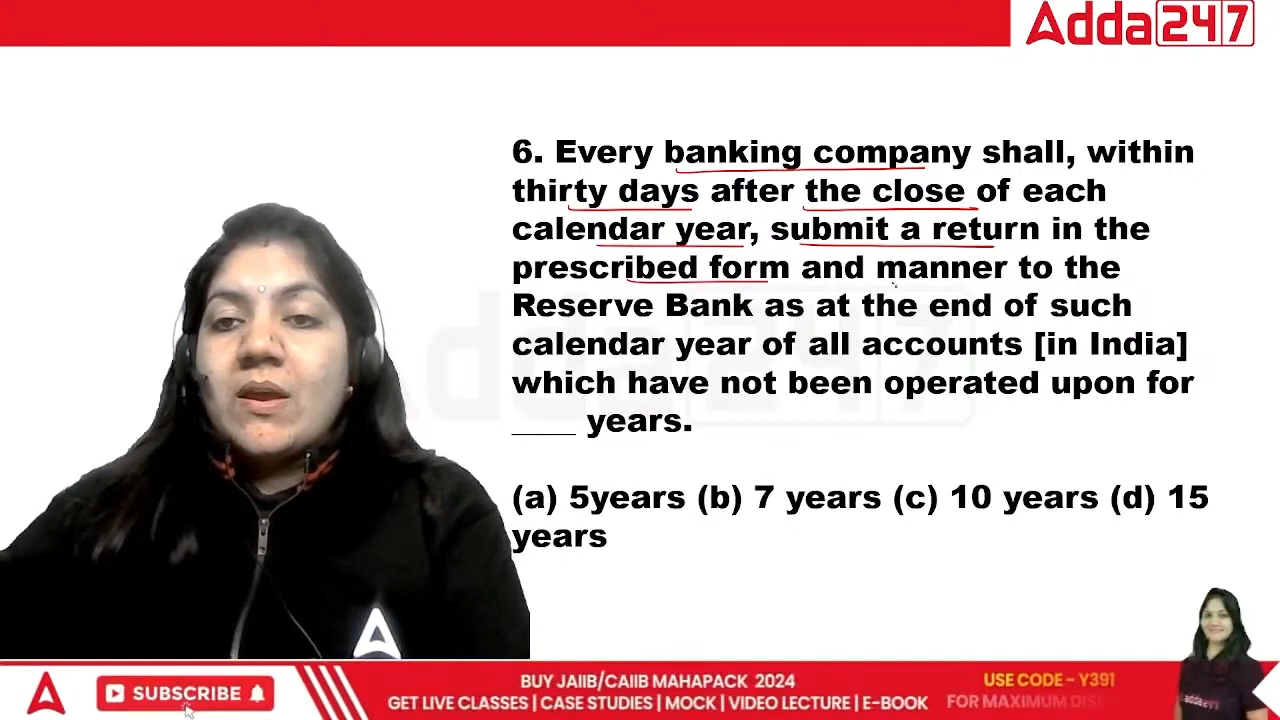 Adda247
6. Every banking company shall, within
thirty days after the close of each
calendar year, submit a return in the
prescribed form and manner to the
Reserve Bank as at the end of such
calendar year of all accounts [in India]
which have not been operated upon for
____ years.
(a) 5years (b) 7 years (c) 10 years (d) 15
years
SUBSCRIBE
BUY JAIIB/CAIIB MAHAPACK 2024
GET LIVE CLASSES | CASE STUDIES | MOCK | VIDEO LECTURE | E-BOOK
USE CODE - Y391
FOR MAXIMUM